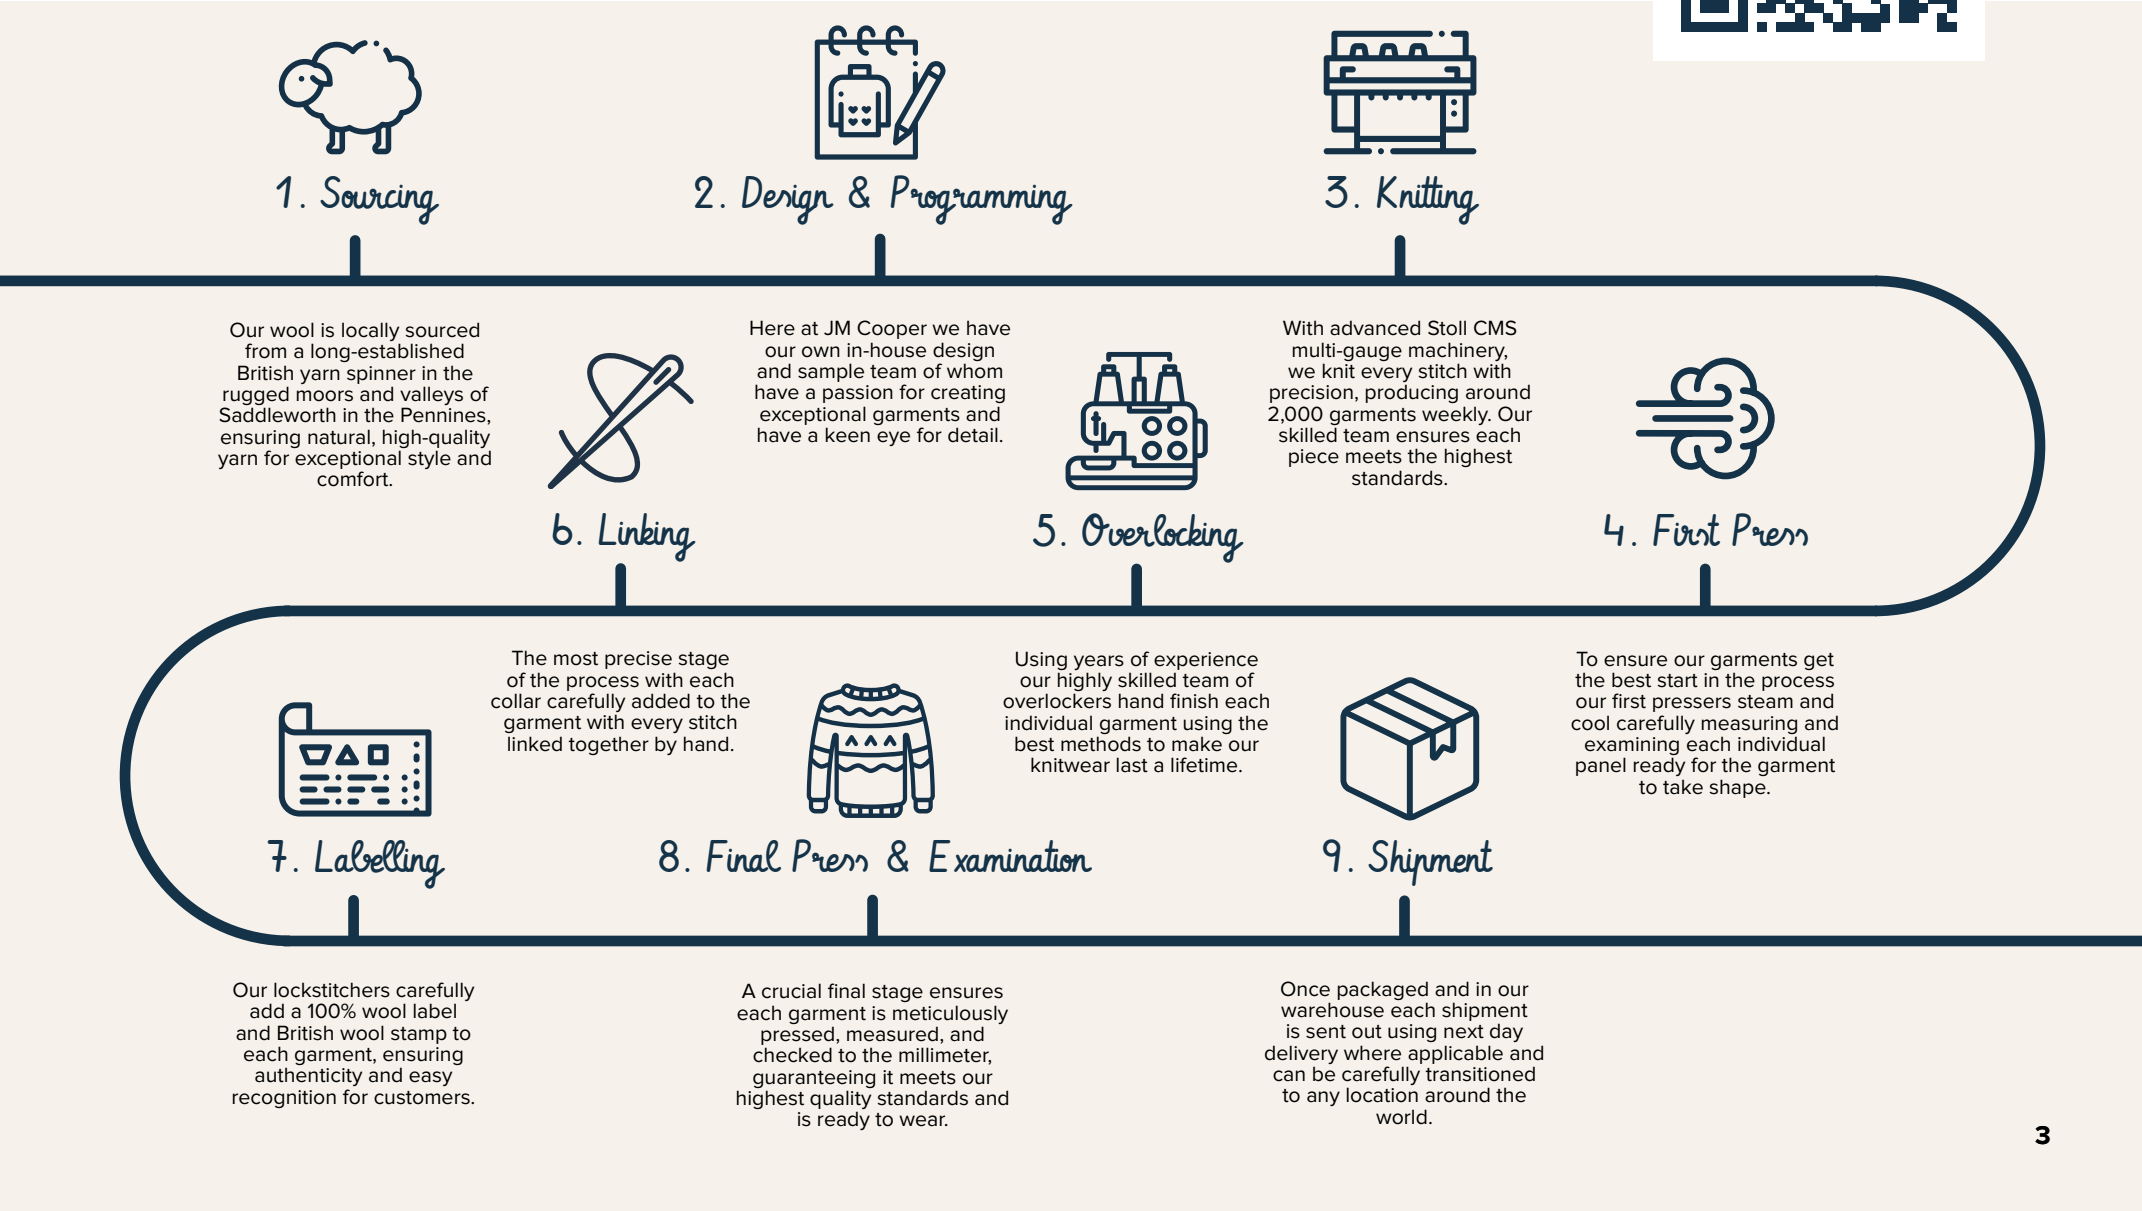 1. Sourcing
Our wool is locally sourced
from a long-established
British yarn spinner in the
rugged moors and valleys of
Saddleworth in the Pennines,
ensuring natural, high-quality
yarn for exceptional style and
comfort.
2. Design & Programming
Here at JM Cooper we have
our own in-house design
and sample team of whom
have a passion for creating
exceptional garments and
have a keen eye for detail.
3. Knitting
With advanced Stoll CMS
multi-gauge machinery,
we knit every stitch with
precision, producing around
2,000 garments weekly. Our
skilled team ensures each
piece meets the highest
standards.
4. First Press
To ensure our garments get
the best start in the process
our first pressers steam and
cool carefully measuring and
examining each individual
panel ready for the garment
to take shape.
5. Overlocking
Using years of experience
our highly skilled team of
overlockers hand finish each
individual garment using the
best methods to make our
knitwear last a lifetime.
6. Linking
The most precise stage
of the process with each
collar carefully added to the
garment with every stitch
linked together by hand.
7. Labelling
Our lockstitchers carefully
add a 100% wool label
and British wool stamp to
each garment, ensuring
authenticity and easy
recognition for customers.
8. Final Press & Examination
A crucial final stage ensures
each garment is meticulously
pressed, measured, and
checked to the millimeter,
guaranteeing it meets our
highest quality standards and
is ready to wear.
9. Shipment
Once packaged and in our
warehouse each shipment
is sent out using next day
delivery where applicable and
can be carefully transitioned
to any location around the
world.
3